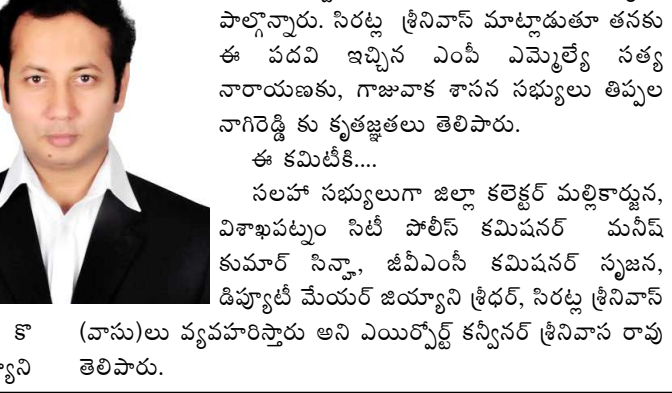 పాల్గొన్నారు. సిరట్ల శ్రీనివాస్ మాట్లాడుతూ తనకు
ఈ పదవి ఇచ్చిన ఎంపీ ఎమ్మెల్యే సత్య
నారాయణకు, గాజువాక శాసన సభ్యులు తిప్పల
నాగిరెడ్డి కు కృతజ్ఞతలు తెలిపారు.
ఈ కమిటీకి....
సలహా సభ్యులుగా జిల్లా కలెక్టర్ మల్లికార్జున,
విశాఖపట్నం సిటీ పోలీస్ కమిషనర్ మనీష్
కుమార్ సిన్హా, జీవీఎంసీ కమిషనర్ సృజన,
డిప్యూటీ మేయర్ జియ్యాని శ్రీధర్, సిరట్ల శ్రీనివాస్
కొ (వాసు)లు వ్యవహరిస్తారు అని ఎయిర్పోర్ట్ కన్వీనర్ శ్రీనివాస రావు
తెలిపారు.